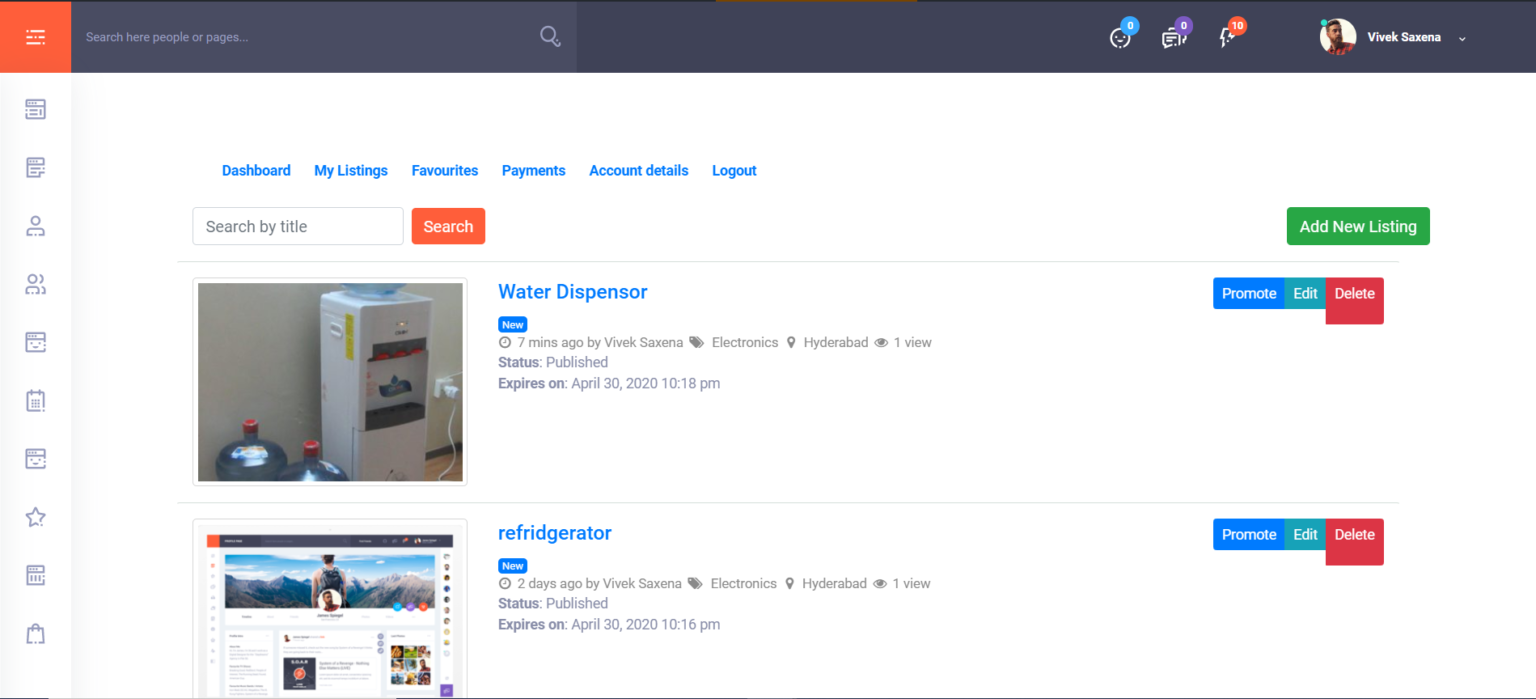 Search here people or pages...
0
0
10
Vivek Saxena
Dashboard My Listings Favourites Payments Account details Logout
Search by title
Search
Add New Listing
Water Dispensor
Promote Edit Delete
New
7 mins ago by Vivek Saxena Electronics Hyderabad 1 view
Status: Published
Expires on: April 30, 2020 10:18 pm
refridgerator
Promote Edit Delete
New
2 days ago by Vivek Saxena Electronics Hyderabad 1 view
Status: Published
Expires on: April 30, 2020 10:16 pm